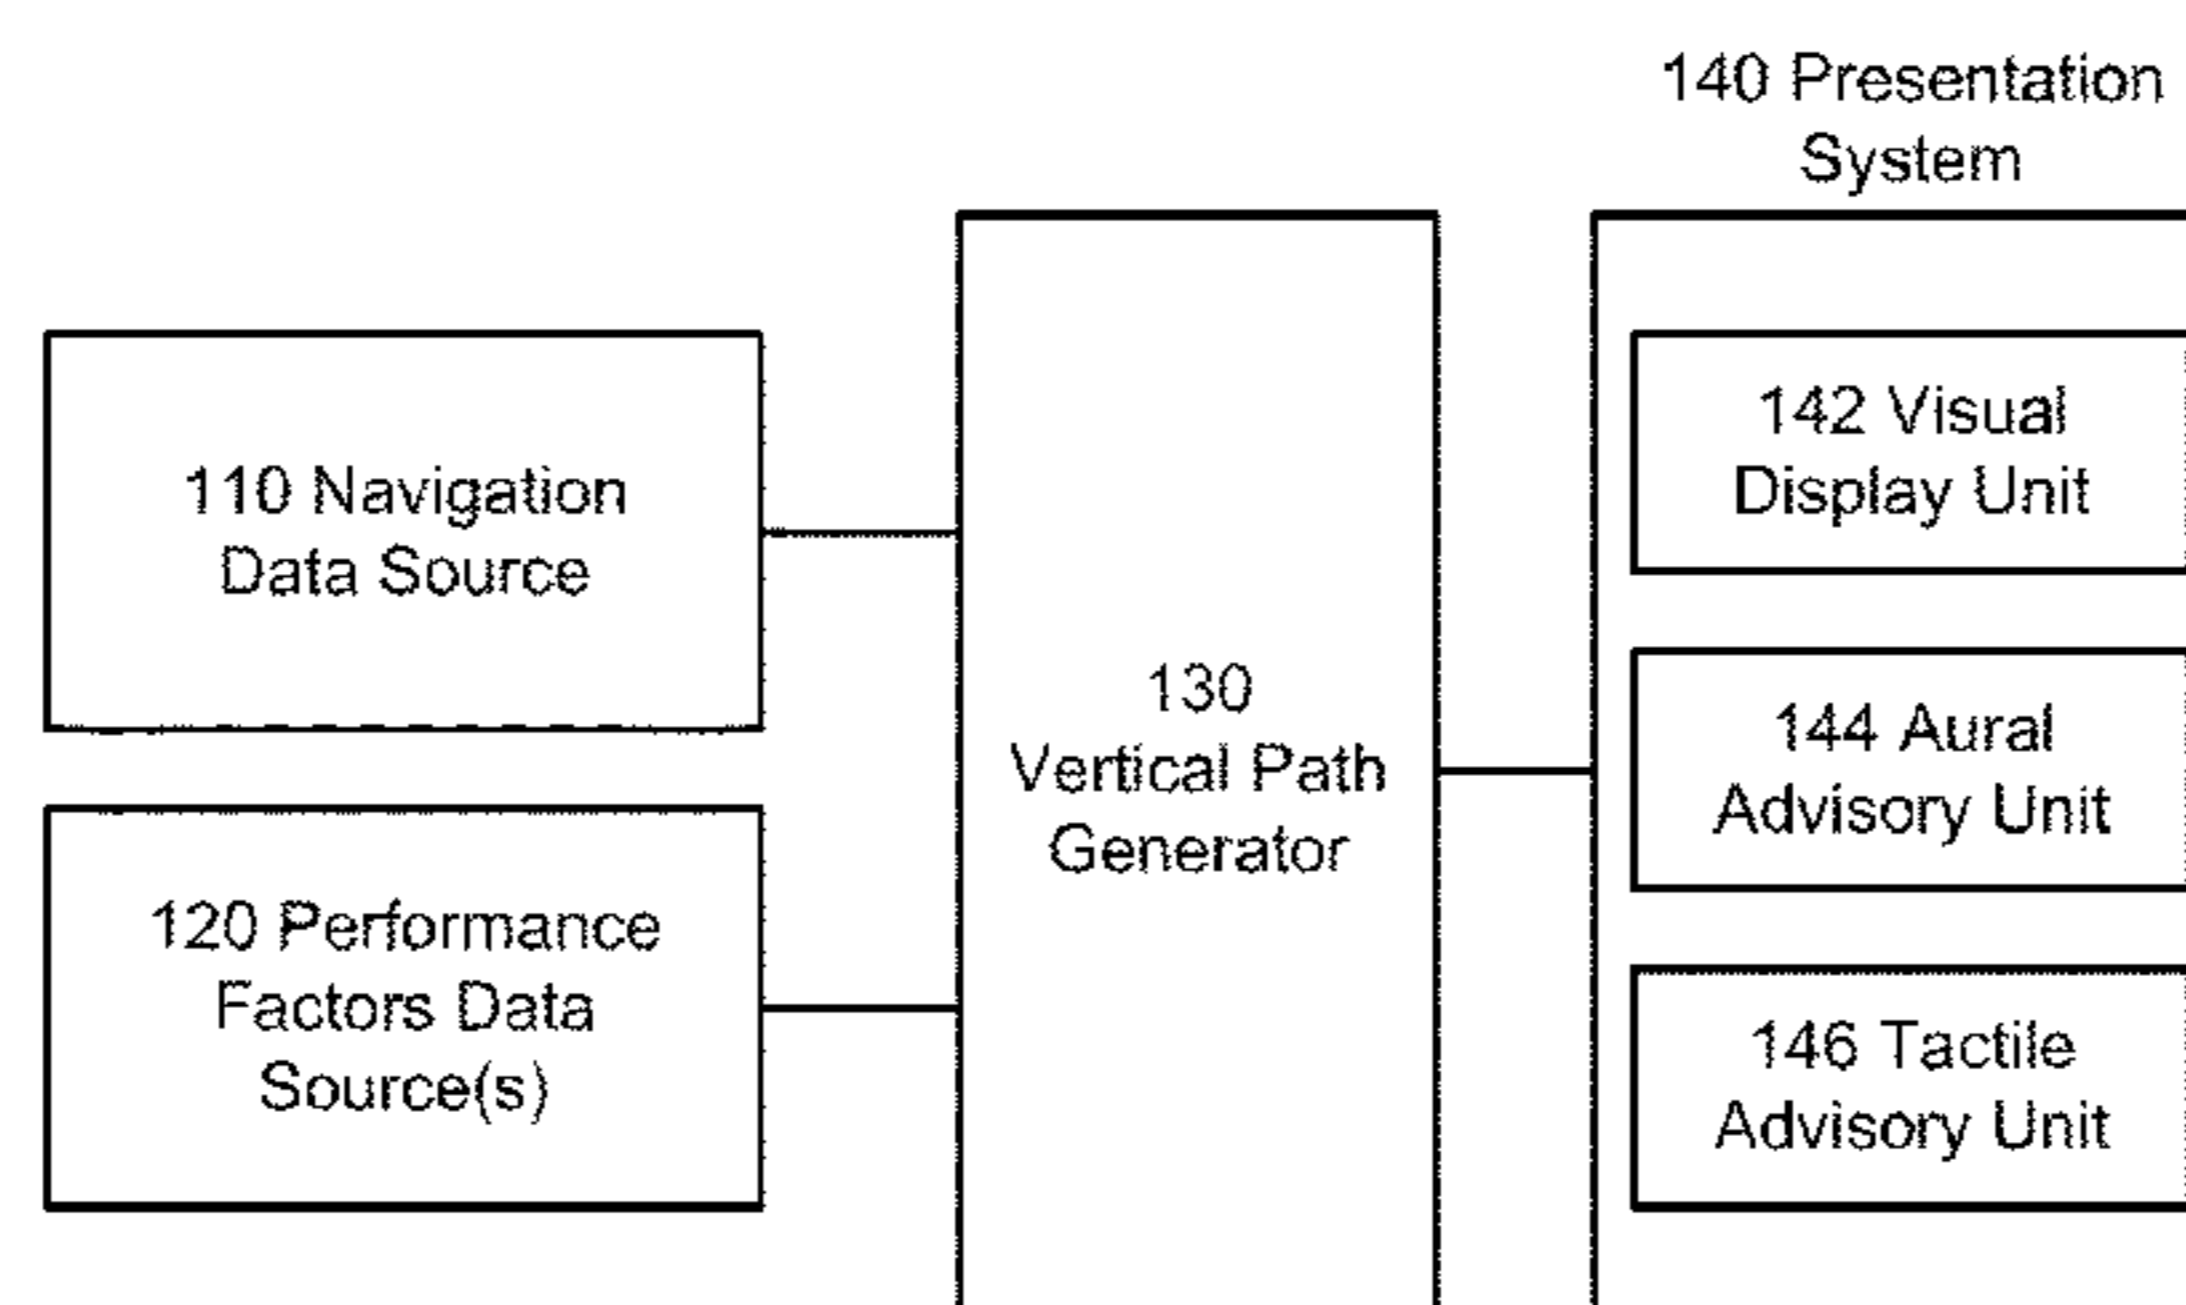 140 Presentation
System
110 Navigation
Data Source
120 Performance
Factors Data
Source(s)
130
Vertical Path
Generator
142 Visual
Display Unit
144 Aural
Advisory Unit
146 Tactile
Advisory Unit